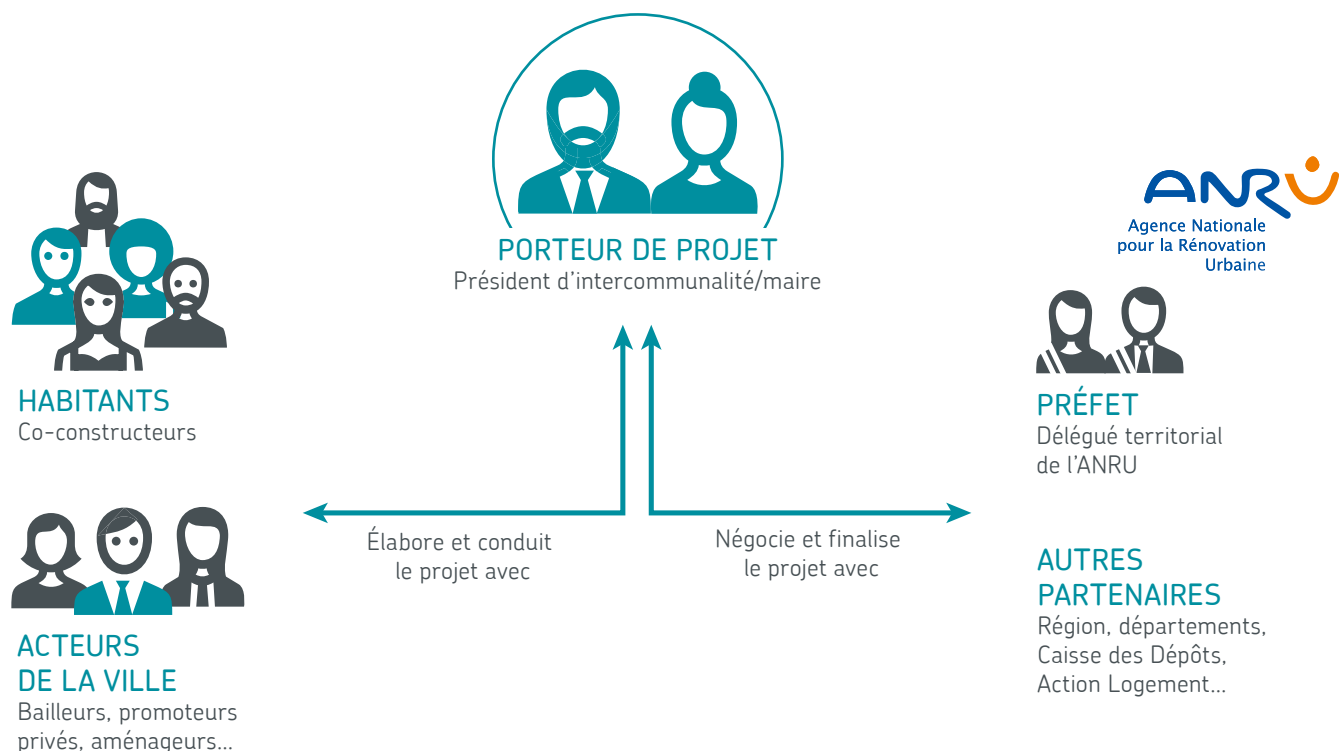 PORTEUR DE PROJET
Président d'intercommunalité/maire
HABITANTS
Co-constructeurs
ACTEURS
DE LA VILLE
Bailleurs, promoteurs
privés, aménageurs...
Élabore et conduit
le projet avec
Négocie et finalise
le projet avec
ANRU
Agence Nationale
pour la Rénovation
Urbaine
PRÉFET
Délégué territorial
de l'ANRU
AUTRES
PARTENAIRES
Région, départements,
Caisse des Dépôts,
Action Logement...